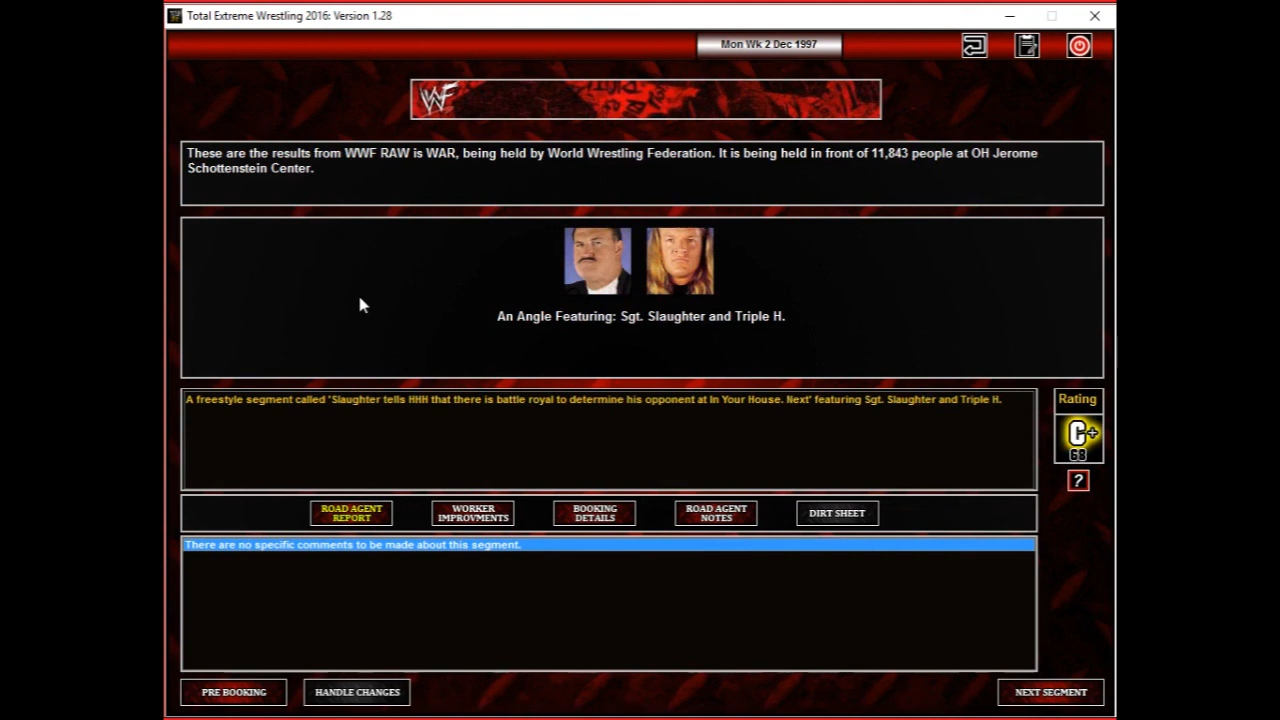 Total Extreme Wrestling 2016: Version 1.28
Mon Wk 2 Dec 1997
WF
These are the results from WWF RAW is WAR, being held by World Wrestling Federation. It is being held in front of 11,843 people at OH Jerome
Schottenstein Center.
An Angle Featuring: Sgt. Slaughter and Triple H.
A freestyle segment called 'Slaughter tells HHH that there is battle royal to determine his opponent at In Your House. Next' featuring Sgt. Slaughter and Triple H.
Rating
C+
68
?
ROAD AGENT
REPORT
WORKER
IMPROVMENTS
BOOKING
DETAILS
ROAD AGENT
NOTES
DIRT SHEET
There are no specific comments to be made about this segment.
PRE BOOKING
HANDLE CHANGES
NEXT SEGMENT